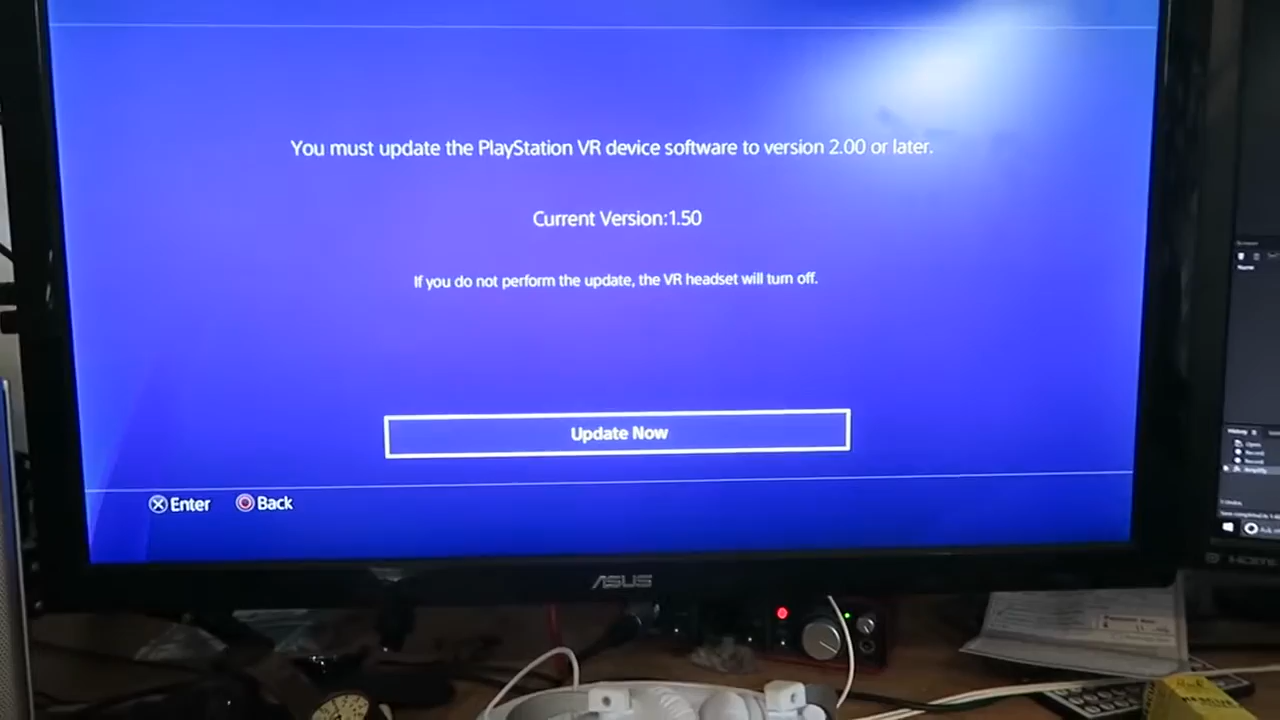 You must update the PlayStation VR device software to version 2.00 or later.
Current Version:1.50
If you do not perform the update, the VR headset will turn off.
Update Now
Enter
Back
ASUS
HDMI